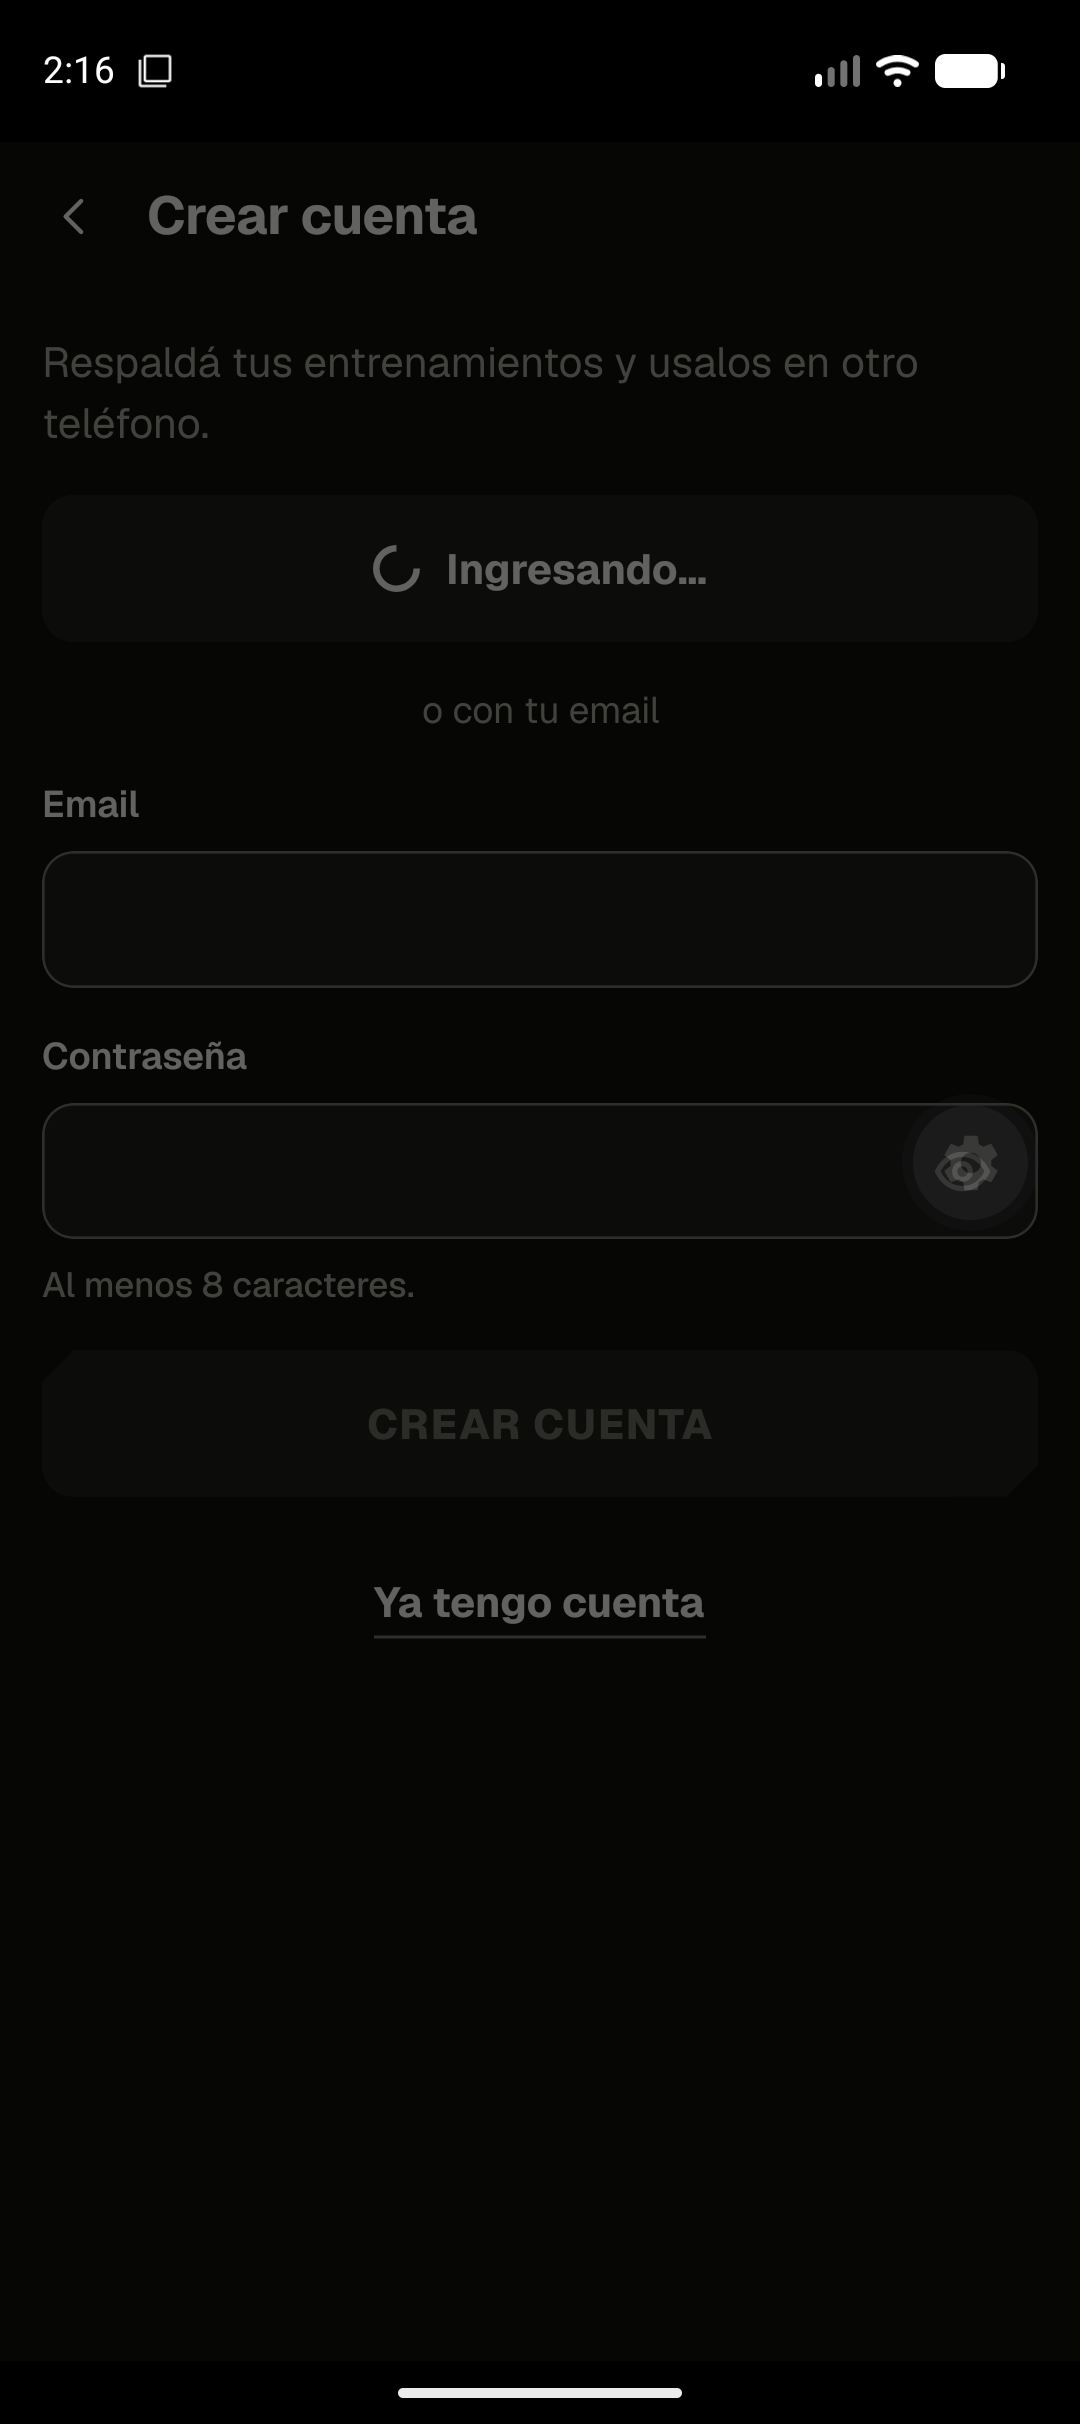 2:16
Crear cuenta
Respaldá tus entrenamientos y usalos en otro
teléfono.
Ingresando...
o con tu email
Email
Contraseña
Al menos 8 caracteres.
CREAR CUENTA
Ya tengo cuenta